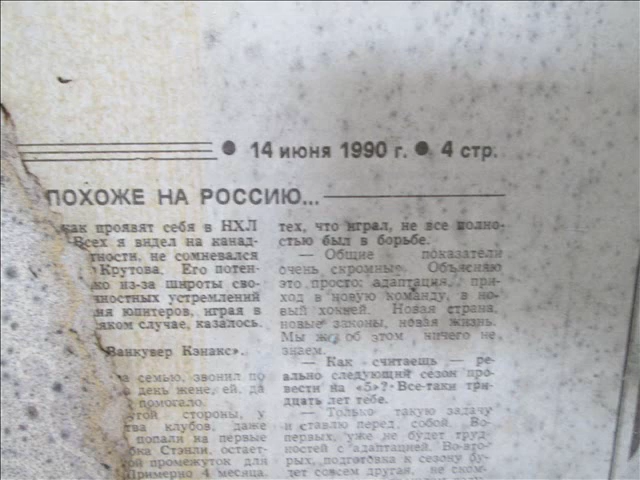 ● 14 июня 1990 г. ● 4 стр.
ПОХОЖЕ НА РОССИЮ...
как проявят себя в НХЛ
Всех я видел на канад-
тности, не сомневался
Крутова. Его потен-
ко из-за широты сво-
ностных устремлений
ия юпитеров, играя в
яком случае, казалось.
Ванкувер Кэнакс».
семью, звонил по
день жене, ей, да
помогало.
угой стороны, у
тва клубов, даже
попали на первые
бка Стэнли, остает-
ой промежуток для
Примерно 4 месяца.
тех, что играл, не все полно-
стью был в борьбе.
— Общие показатели
очень скромные. Объясняю
это просто: адаптация, при-
ход в новую команду, в но-
вый хоккей. Новая страна,
новые законы, новая жизнь.
Мы же об этом ничего не
знаем.
— Как считаешь — ре-
ально следующий сезон про-
вести на «5»? Все-таки три-
дцать лет тебе.
— Только такую задачу
и ставлю перед собой. Во-
первых, уже не будет труд-
ностей с адаптацией. Во-вто-
рых, подготовка к сезону бу-
дет совсем другая, не ском-